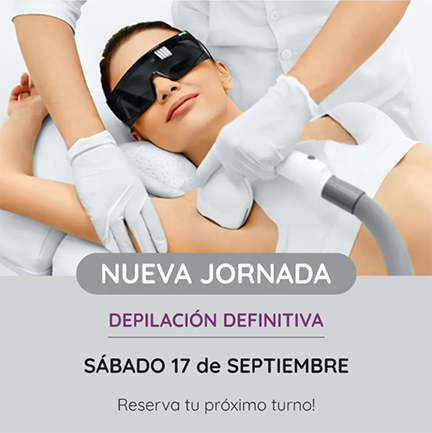 NUEVA JORNADA
DEPILACIÓN DEFINITIVA
SÁBADO 17 de SEPTIEMBRE
Reserva tu próximo turno!